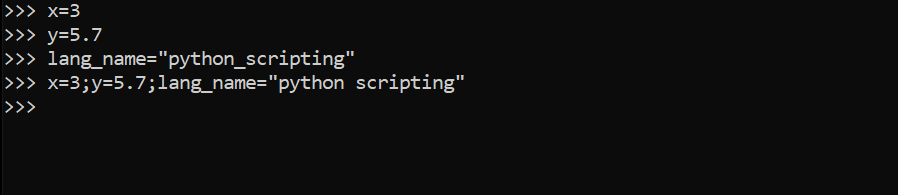 >>> x=3
>>> y=5.7
>>> lang_name="python_scripting"
>>> x=3;y=5.7;lang_name="python scripting"
>>>